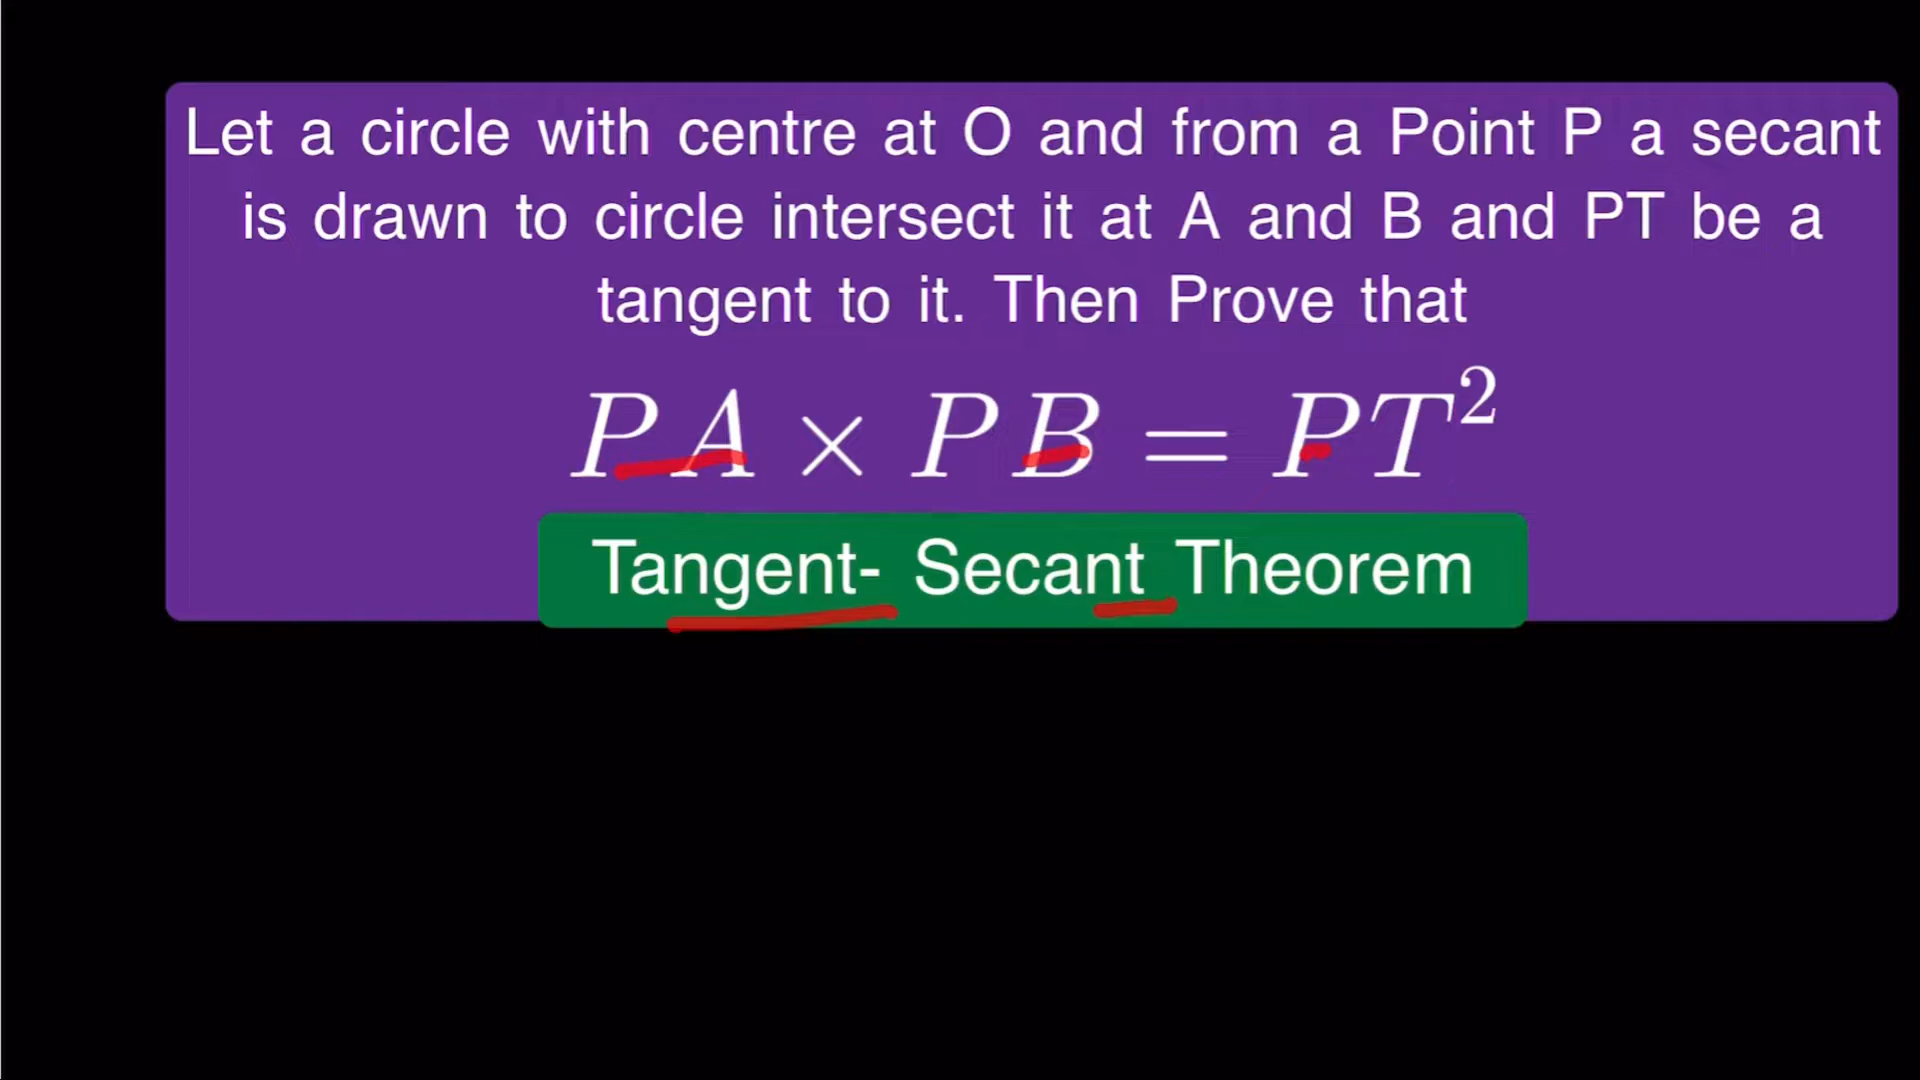 Let a circle with centre at O and from a Point P a secant
is drawn to circle intersect it at A and B and PT be a
tangent to it. Then Prove that
PA × PB = PT²
Tangent- Secant Theorem